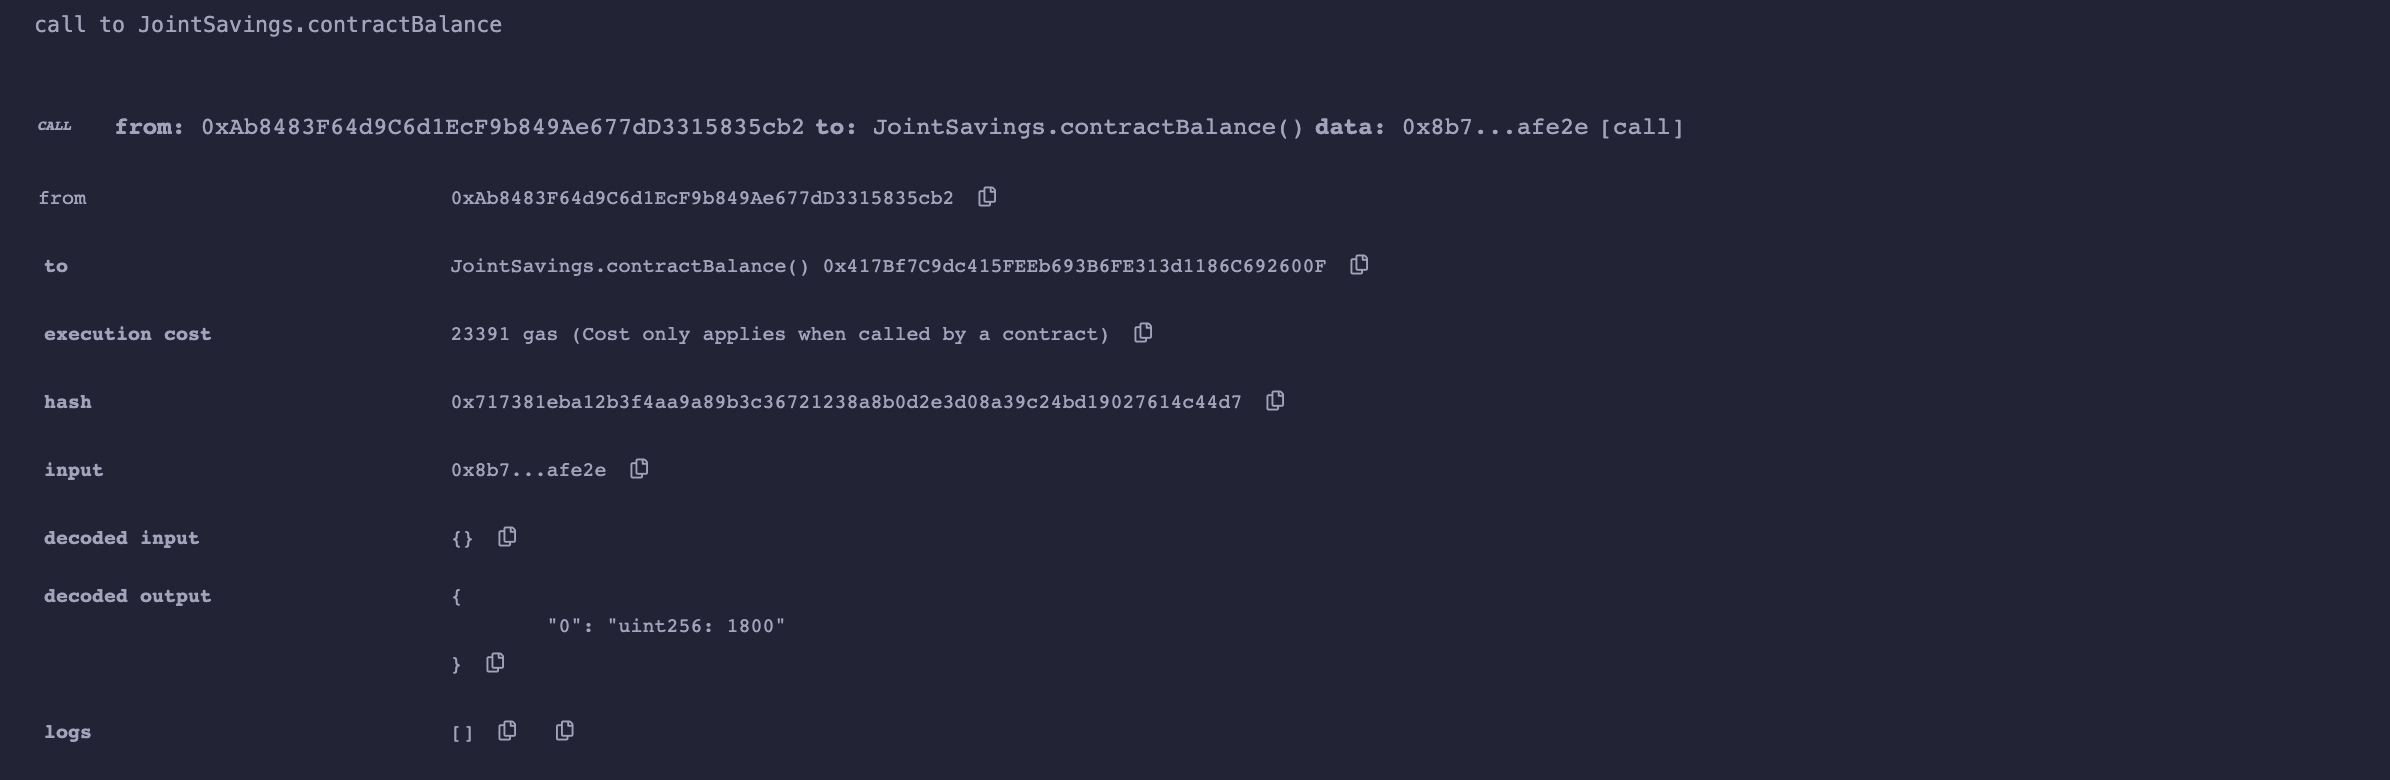 call to JointSavings.contractBalance
CALL from: 0xAb8483F64d9C6d1EcF9b849Ae677dD3315835cb2 to: JointSavings.contractBalance() data: 0x8b7...afe2e [call]
from 0xAb8483F64d9C6d1EcF9b849Ae677dD3315835cb2
to JointSavings.contractBalance() 0x417Bf7C9dc415FEEb693B6FE313d1186C692600F
execution cost 23391 gas (Cost only applies when called by a contract)
hash 0x717381eba12b3f4aa9a89b3c36721238a8b0d2e3d08a39c24bd19027614c44d7
input 0x8b7...afe2e
decoded input {}
decoded output {
"0": "uint256: 1800"
}
logs []